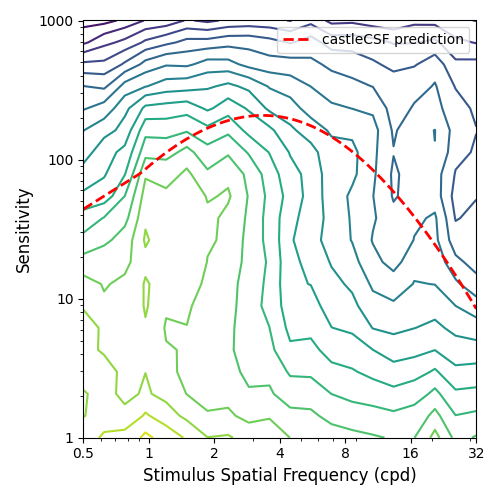 1000
castleCSF prediction
100
Sensitivity
10
1
0.5 1 2 4 8 16 32
Stimulus Spatial Frequency (cpd)